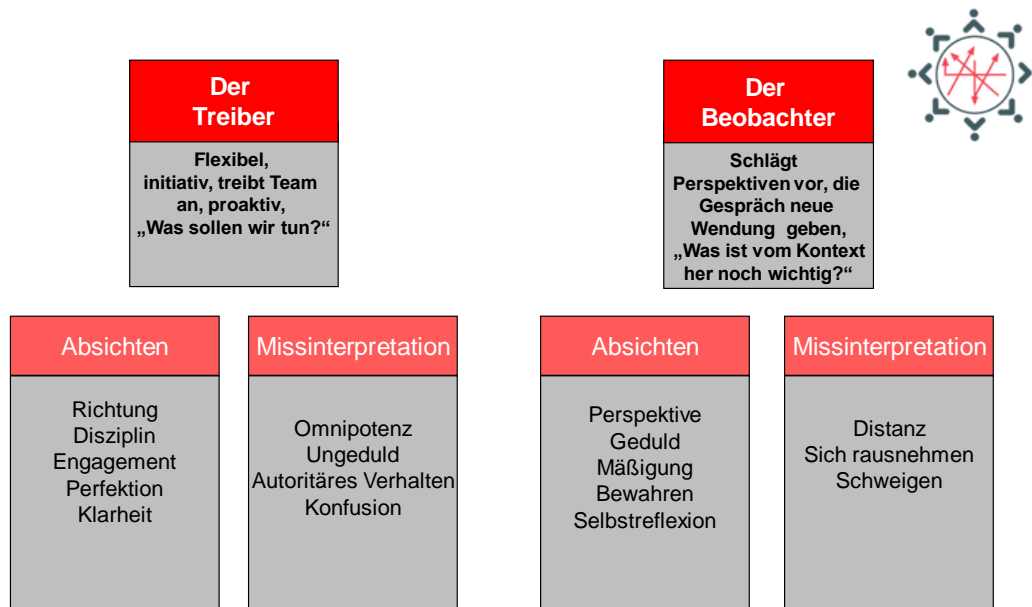 Der
Treiber
Flexibel,
initiativ, treibt Team
an, proaktiv,
„Was sollen wir tun?“
Absichten
Richtung
Disziplin
Engagement
Perfektion
Klarheit
Missinterpretation
Omnipotenz
Ungeduld
Autoritäres Verhalten
Konfusion
Der
Beobachter
Schlägt
Perspektiven vor, die
Gespräch neue
Wendung geben,
„Was ist vom Kontext
her noch wichtig?“
Absichten
Perspektive
Geduld
Mäßigung
Bewahren
Selbstreflexion
Missinterpretation
Distanz
Sich rausnehmen
Schweigen